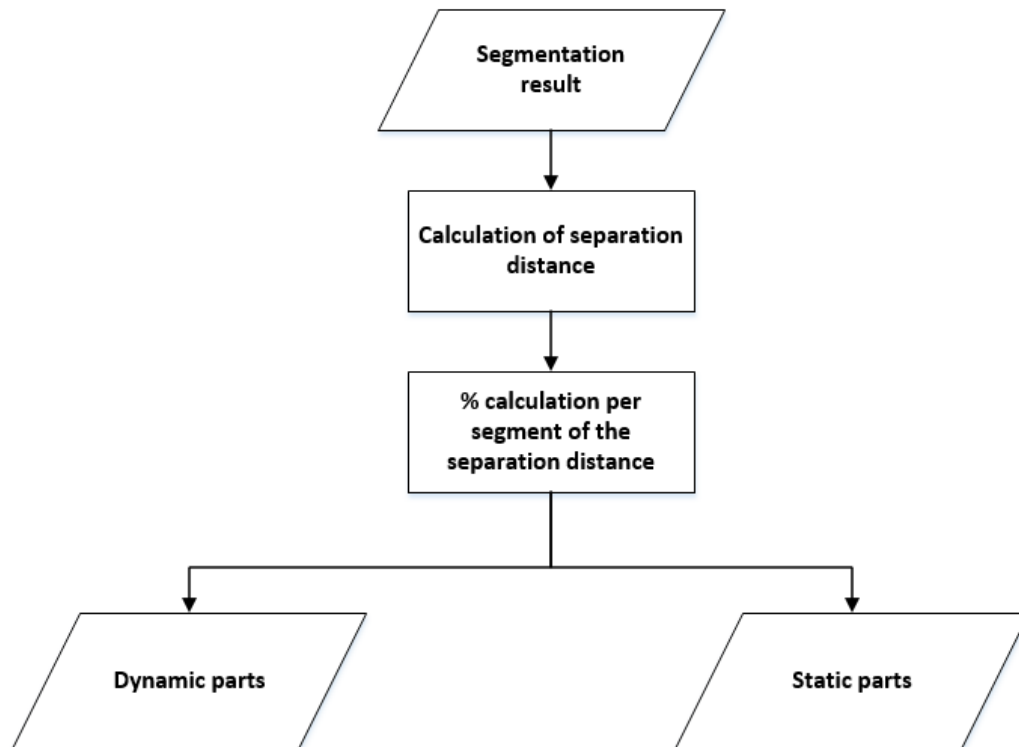 Segmentation
result
Calculation of separation
distance
% calculation per
segment of the
separation distance
Dynamic parts
Static parts